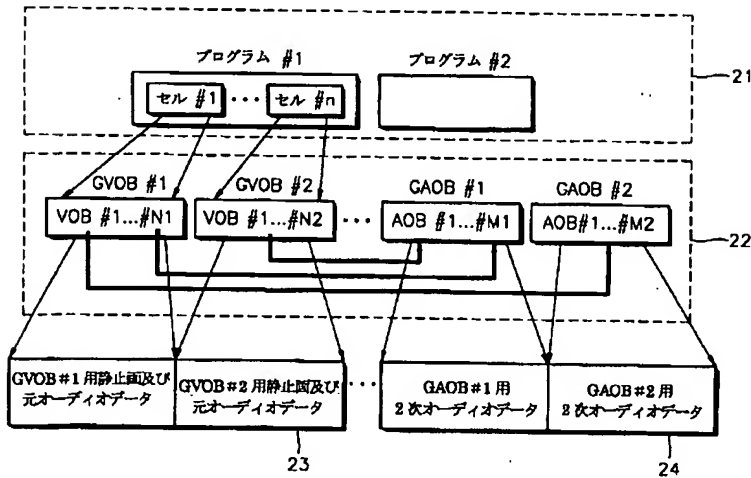 プログラム #1
プログラム #2
21
セル #1 ・・・ セル #n
GVOB #1
GVOB #2
GAOB #1
GAOB #2
VOB #1...#N1
VOB #1...#N2
・・・
AOB #1...#M1
AOB#1...#M2
22
GVOB#1用静止画及び
元オーディオデータ
GVOB#2用静止画及び
元オーディオデータ
・・・
GAOB#1用
2次オーディオデータ
GAOB#2用
2次オーディオデータ
23
24